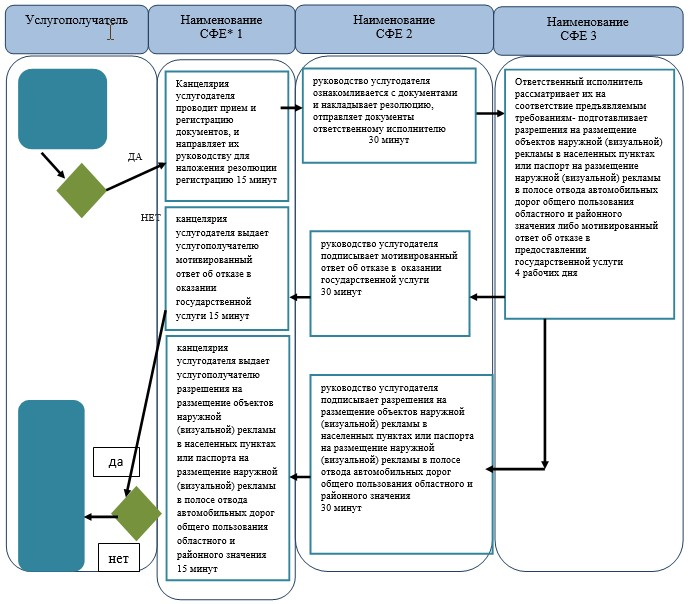 Услугополучатель
Наименование
СФЕ* 1
Наименование
СФЕ 2
Наименование
СФЕ 3
ДА
Канцелярия
услугодателя
проводит прием и
регистрацию
документов, и
направляет их
руководству для
наложения резолюции
регистрацию 15 минут
руководство услугодателя
ознакомливается с документами
и накладывает резолюцию,
отправляет документы
ответственному исполнителю
30 минут
Ответственный исполнитель
рассматривает их на
соответствие предъявляемым
требованиям- подготавливает
разрешения на размещение
объектов наружной (визуальной)
рекламы в населенных пунктах
или паспорт на размещение
наружной (визуальной) рекламы
в полосе отвода автомобильных
дорог общего пользования
областного и районного
значения либо мотивированный
ответ об отказе в
предоставлении
государственной услуги
4 рабочих дня
НЕТ
канцелярия
услугодателя выдает
услугополучателю
мотивированный
ответ об отказе в
оказании
государственной
услуги 15 минут
руководство услугодателя
подписывает мотивированный
ответ об отказе в оказании
государственной услуги
30 минут
канцелярия
услугодателя выдает
услугополучателю
разрешения на
размещение объектов
наружной
(визуальной) рекламы
в населенных пунктах
или паспорта на
размещение наружной
(визуальной) рекламы
в полосе отвода
автомобильных дорог
общего пользования
областного и
районного значения
15 минут
руководство услугодателя
подписывает разрешения на
размещение объектов наружной
(визуальной) рекламы в
населенных пунктах или паспорта
на размещение наружной
(визуальной) рекламы в полосе
отвода автомобильных дорог
общего пользования областного и
районного значения
30 минут
да
нет